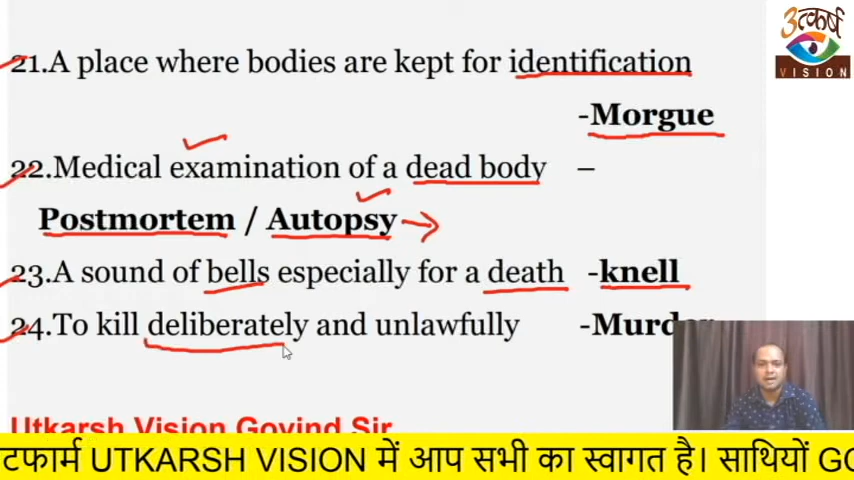 उत्कर्ष
VISION
21.A place where bodies are kept for identification
-Morgue
22.Medical examination of a dead body –
Postmortem / Autopsy
23.A sound of bells especially for a death -knell
24.To kill deliberately and unlawfully -Murder
Utkarsh Vision Govind Sir
टफार्म UTKARSH VISION में आप सभी का स्वागत है। साथियों GO